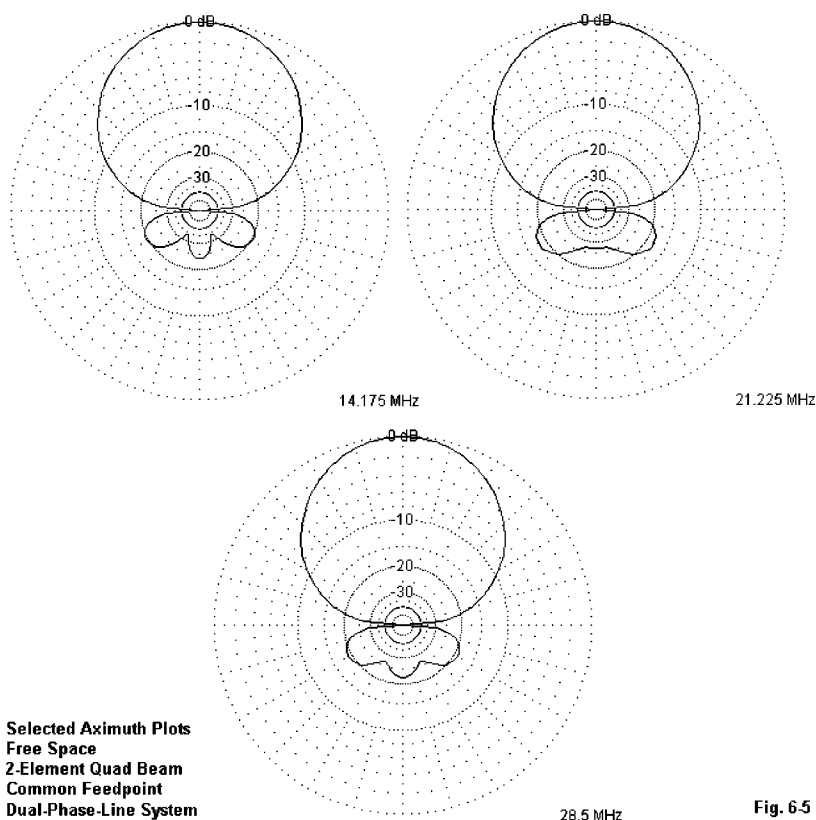 0 dB
-10
-20
-30
14.175 MHz
0 dB
-10
-20
-30
21.225 MHz
0 dB
-10
-20
-30
28.5 MHz
Selected Aximuth Plots
Free Space
2-Element Quad Beam
Common Feedpoint
Dual-Phase-Line System
Fig. 6-5